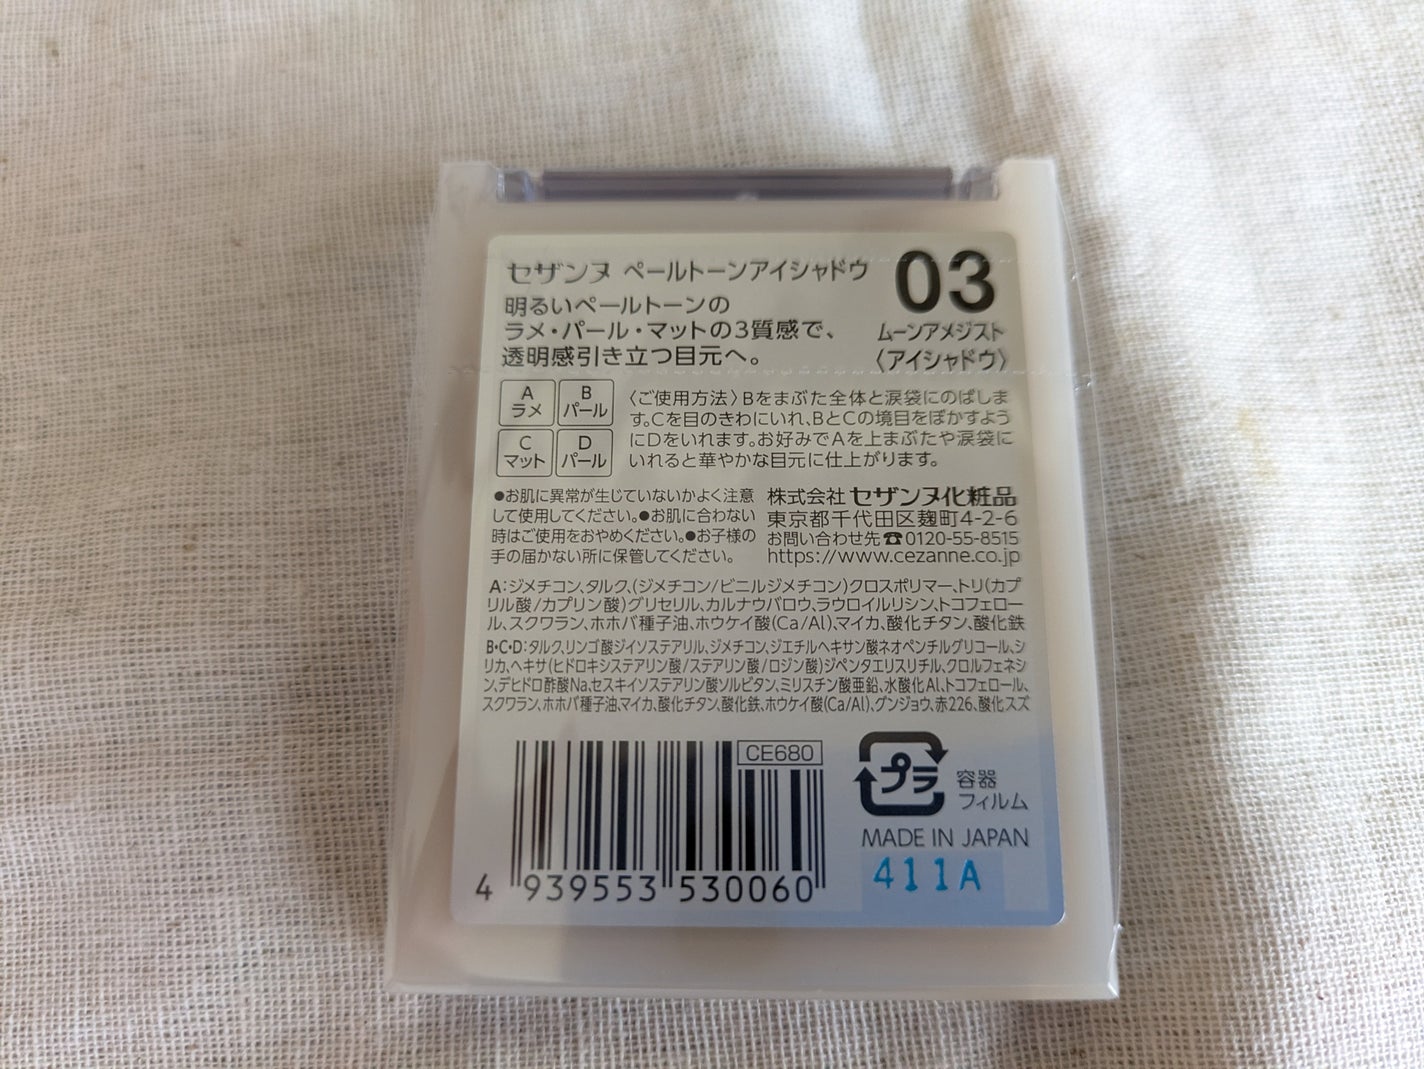 セザンヌ ペールトーンアイシャドウ
03
ムーンアメジスト
〈アイシャドウ〉
明るいペールトーンの
ラメ・パール・マットの3質感で、
透明感引き立つ目元へ。
A
ラメ
B
パール
C
マット
D
パール
〈ご使用方法〉Bをまぶた全体と涙袋にのばしま
す。Cを目のきわにいれ、BとCの境目をぼかすよう
にDをいれます。お好みでAを上まぶたや涙袋に
いれると華やかな目元に仕上がります。
●お肌に異常が生じていないかよく注意
して使用してください。●お肌に合わない
時はご使用をおやめください。●お子様の
手の届かない所に保管してください。
株式会社 セザンヌ化粧品
東京都千代田区麹町4-2-6
お問い合わせ先☎0120-55-8515
https://www.cezanne.co.jp
A:ジメチコン、タルク、(ジメチコン/ビニルジメチコン)クロスポリマー、トリ(カプ
リル酸/カプリン酸)グリセリル、カルナウバロウ、ラウロイルリシン、トコフェロー
ル、スクワラン、ホホバ種子油、ホウケイ酸(Ca/Al)、マイカ、酸化チタン、酸化鉄
B・C・D:タルク、リンゴ酸ジイソステアリル、ジメチコン、ジエチルヘキサン酸ネオペンチルグリコール、シ
リカ、ヘキサ(ヒドロキシステアリン酸/ステアリン酸/ロジン酸)ジペンタエリスリチル、クロルフェネシ
ン、デヒドロ酢酸Na、セスキイソステアリン酸ソルビタン、ミリスチン酸亜鉛、水酸化Al、トコフェロール、
スクワラン、ホホバ種子油、マイカ、酸化チタン、酸化鉄、ホウケイ酸(Ca/Al)、グンジョウ、赤226、酸化スズ
CE680
4 939553 530060
プラ
容器
フィルム
MADE IN JAPAN
411A